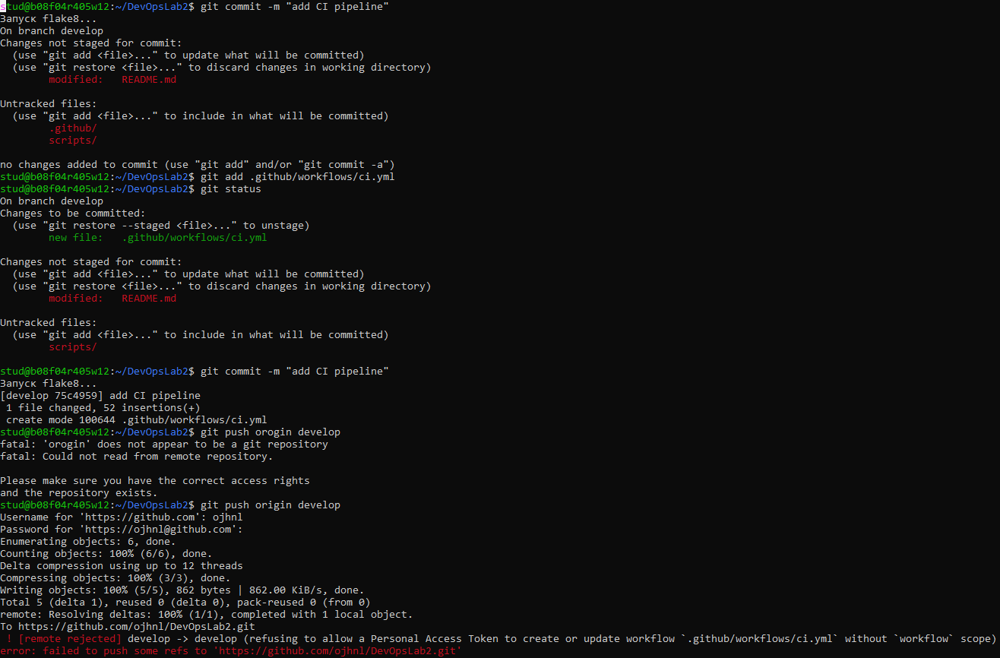 stud@b08f04r405w12:~/DevOpsLab2$ git commit -m "add CI pipeline"
Запуск flake8...
On branch develop
Changes not staged for commit:
  (use "git add <file>..." to update what will be committed)
  (use "git restore <file>..." to discard changes in working directory)
        modified:   README.md

Untracked files:
  (use "git add <file>..." to include in what will be committed)
        .github/
        scripts/

no changes added to commit (use "git add" and/or "git commit -a")
stud@b08f04r405w12:~/DevOpsLab2$ git add .github/workflows/ci.yml
stud@b08f04r405w12:~/DevOpsLab2$ git status
On branch develop
Changes to be committed:
  (use "git restore --staged <file>..." to unstage)
        new file:   .github/workflows/ci.yml

Changes not staged for commit:
  (use "git add <file>..." to update what will be committed)
  (use "git restore <file>..." to discard changes in working directory)
        modified:   README.md

Untracked files:
  (use "git add <file>..." to include in what will be committed)
        scripts/

stud@b08f04r405w12:~/DevOpsLab2$ git commit -m "add CI pipeline"
Запуск flake8...
[develop 75c4959] add CI pipeline
 1 file changed, 52 insertions(+)
 create mode 100644 .github/workflows/ci.yml
stud@b08f04r405w12:~/DevOpsLab2$ git push orogin develop
fatal: 'orogin' does not appear to be a git repository
fatal: Could not read from remote repository.

Please make sure you have the correct access rights
and the repository exists.
stud@b08f04r405w12:~/DevOpsLab2$ git push origin develop
Username for 'https://github.com': ojhnl
Password for 'https://ojhnl@github.com':
Enumerating objects: 6, done.
Counting objects: 100% (6/6), done.
Delta compression using up to 12 threads
Compressing objects: 100% (3/3), done.
Writing objects: 100% (5/5), 862 bytes | 862.00 KiB/s, done.
Total 5 (delta 1), reused 0 (delta 0), pack-reused 0 (from 0)
remote: Resolving deltas: 100% (1/1), completed with 1 local object.
To https://github.com/ojhnl/DevOpsLab2.git
 ! [remote rejected] develop -> develop (refusing to allow a Personal Access Token to create or update workflow `.github/workflows/ci.yml` without `workflow` scope)
error: failed to push some refs to 'https://github.com/ojhnl/DevOpsLab2.git'